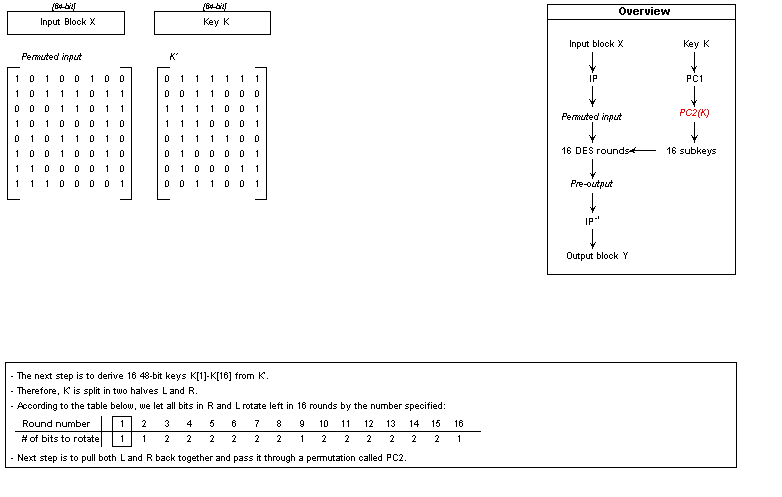 [64-bit]
Input Block X
[64-bit]
Key K
Permuted input
1 0 1 0 0 1 0 0
1 0 1 1 1 0 1 1
0 0 0 1 1 0 1 1
1 1 0 1 0 0 0 1
0 1 0 1 1 0 1 0
1 0 0 1 0 0 1 0
1 0 0 0 0 1 0 1
1 1 1 0 0 0 0 1
K'
0 1 1 1 1 1 1
1 1 0 0 0 1 0
0 0 1 1 0 0 0
1 1 1 0 0 0 1
0 0 1 0 0 1 0
0 1 1 0 0 1 0
0 1 0 0 0 1 1
0 0 1 1 0 0 1
Overview
Input block X
Key K
IP
PC1
Permuted input
PC2(K)
16 DES rounds
16 subkeys
Pre-output
IP⁻¹
Output block Y
- The next step is to derive 16 48-bit keys K[1]-K[16] from K'.
- Therefore, K' is split in two halves L and R.
- According to the table below, we let all bits in R and L rotate left in 16 rounds by the number specified:
Round number 1 2 3 4 5 6 7 8 9 10 11 12 13 14 15 16
# of bits to rotate 1 1 2 2 2 2 2 2 1 2 2 2 2 2 2 1
- Next step is to pull both L and R back together and pass it through a permutation called PC2.